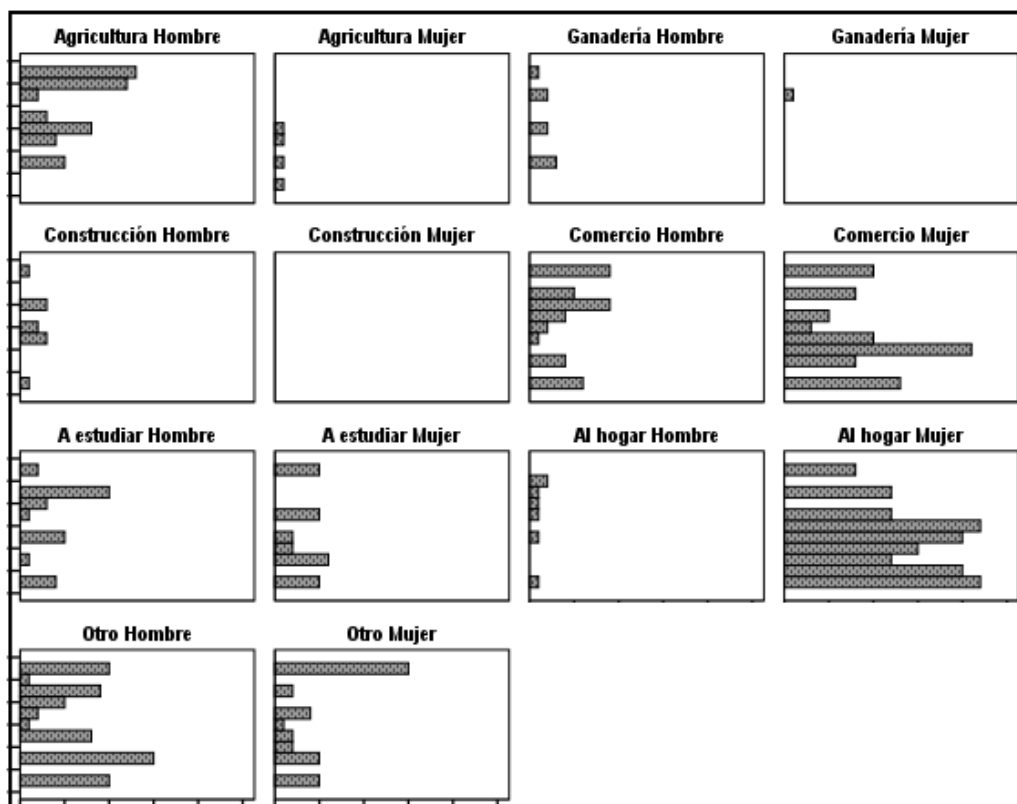 Agricultura Hombre
Agricultura Mujer
Ganadería Hombre
Ganadería Mujer
Construcción Hombre
Construcción Mujer
Comercio Hombre
Comercio Mujer
A estudiar Hombre
A estudiar Mujer
Al hogar Hombre
Al hogar Mujer
Otro Hombre
Otro Mujer